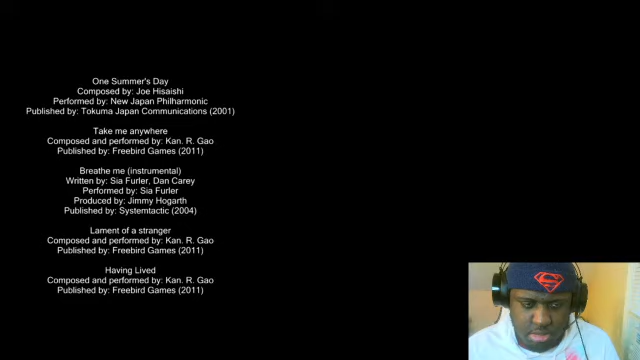 One Summer's Day
Composed by: Joe Hisaishi
Performed by: New Japan Philharmonic
Published by: Tokuma Japan Communications (2001)
Take me anywhere
Composed and performed by: Kan. R. Gao
Published by: Freebird Games (2011)
Breathe me (instrumental)
Written by: Sia Furler, Dan Carey
Performed by: Sia Furler
Produced by: Jimmy Hogarth
Published by: Systemtactic (2004)
Lament of a stranger
Composed and performed by: Kan. R. Gao
Published by: Freebird Games (2011)
Having Lived
Composed and performed by: Kan. R. Gao
Published by: Freebird Games (2011)